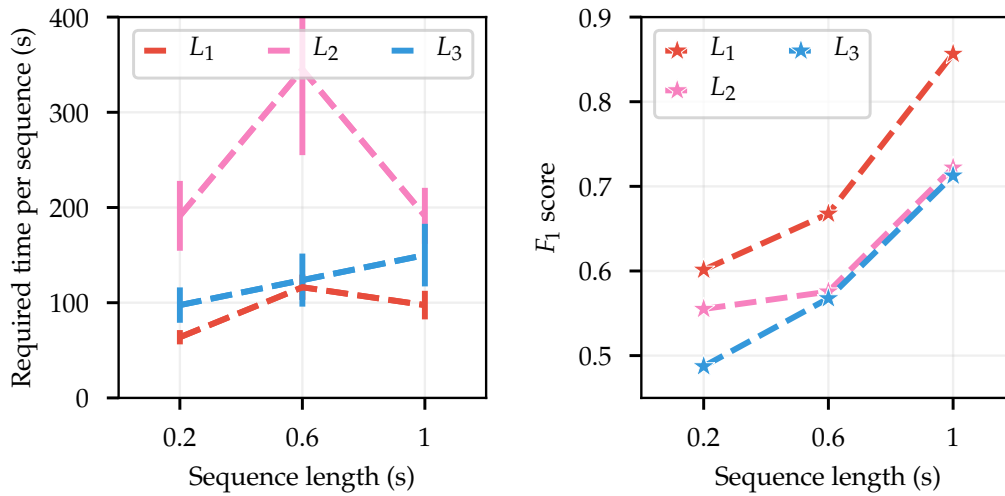 Required time per sequence (s)
400
300
200
100
0
L1 L2 L3
0.2 0.6 1
Sequence length (s)
F1 score
0.9
0.8
0.7
0.6
0.5
L1 L3
L2
0.2 0.6 1
Sequence length (s)